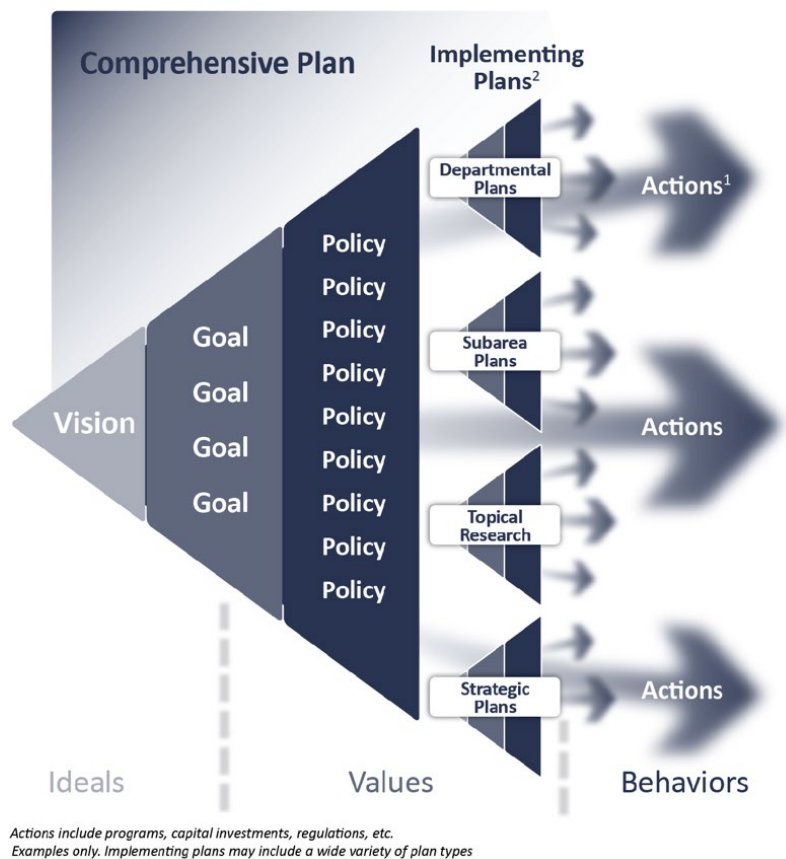 Comprehensive Plan
Implementing
Plans2
Vision
Goal
Goal
Goal
Goal
Policy
Policy
Policy
Policy
Policy
Policy
Policy
Policy
Policy
Departmental
Plans
Subarea
Plans
Topical
Research
Strategic
Plans
Actions1
Actions
Actions
Ideals
Values
Behaviors
Actions include programs, capital investments, regulations, etc.
Examples only. Implementing plans may include a wide variety of plan types